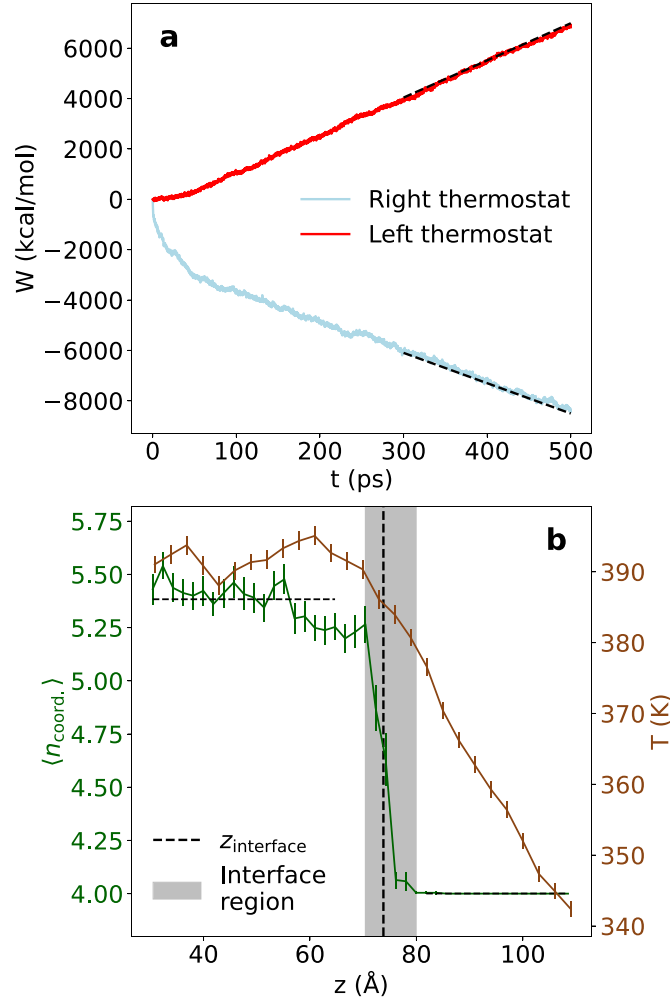 a
6000
4000
2000
0
−2000
−4000
−6000
−8000
W (kcal/mol)
Right thermostat
Left thermostat
0 100 200 300 400 500
t (ps)
b
5.75
5.50
5.25
5.00
4.75
4.50
4.25
4.00
⟨n_coord.⟩
390
380
370
360
350
340
T (K)
z_interface
Interface
region
40 60 80 100
z (Å)